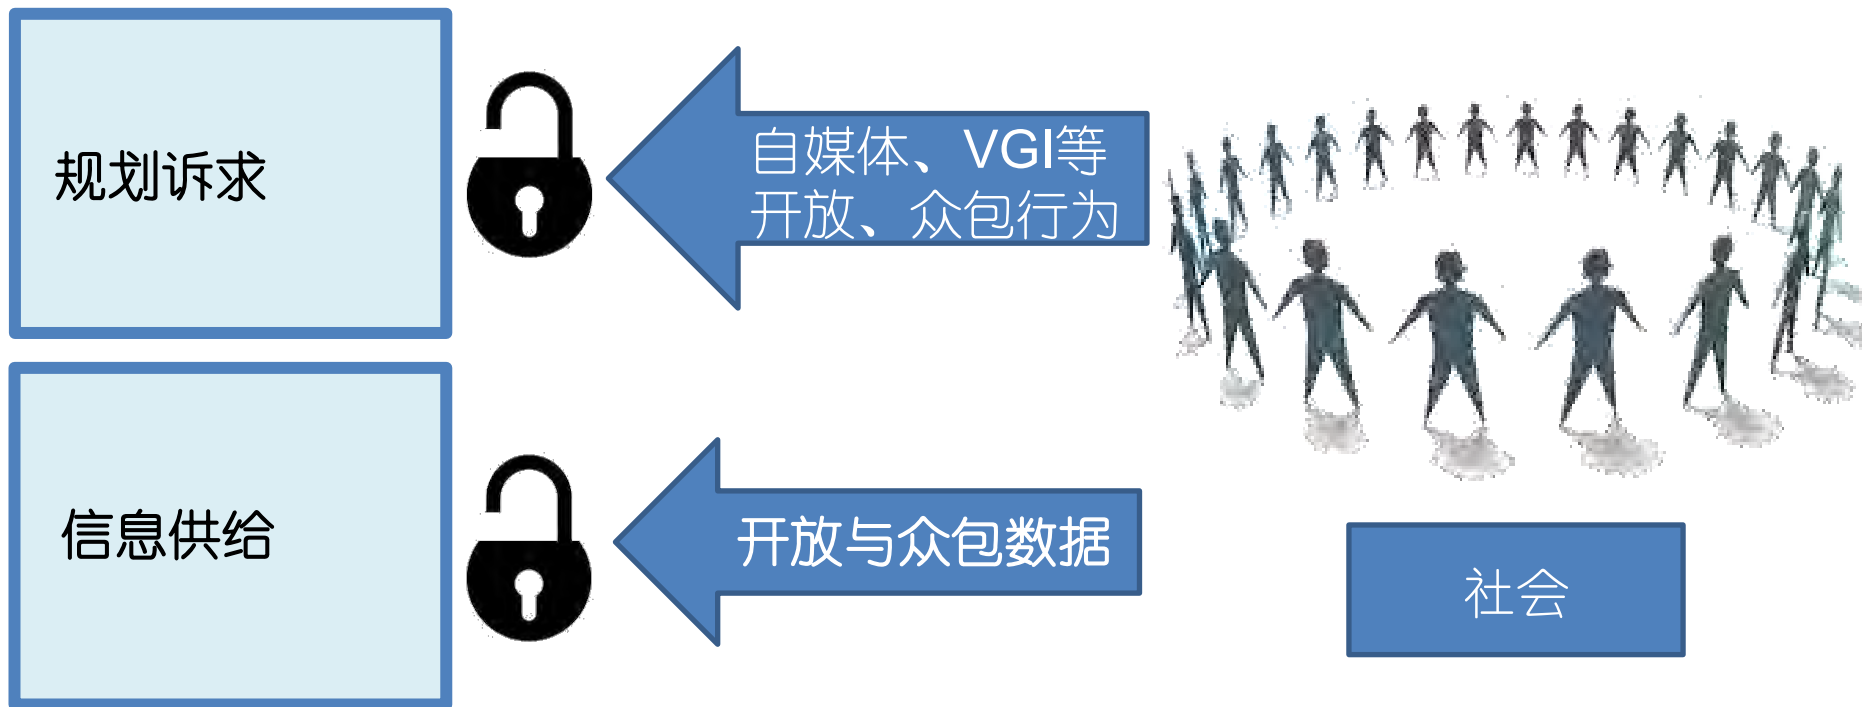 规划诉求
自媒体、VGI等
开放、众包行为
信息供给
开放与众包数据
社会